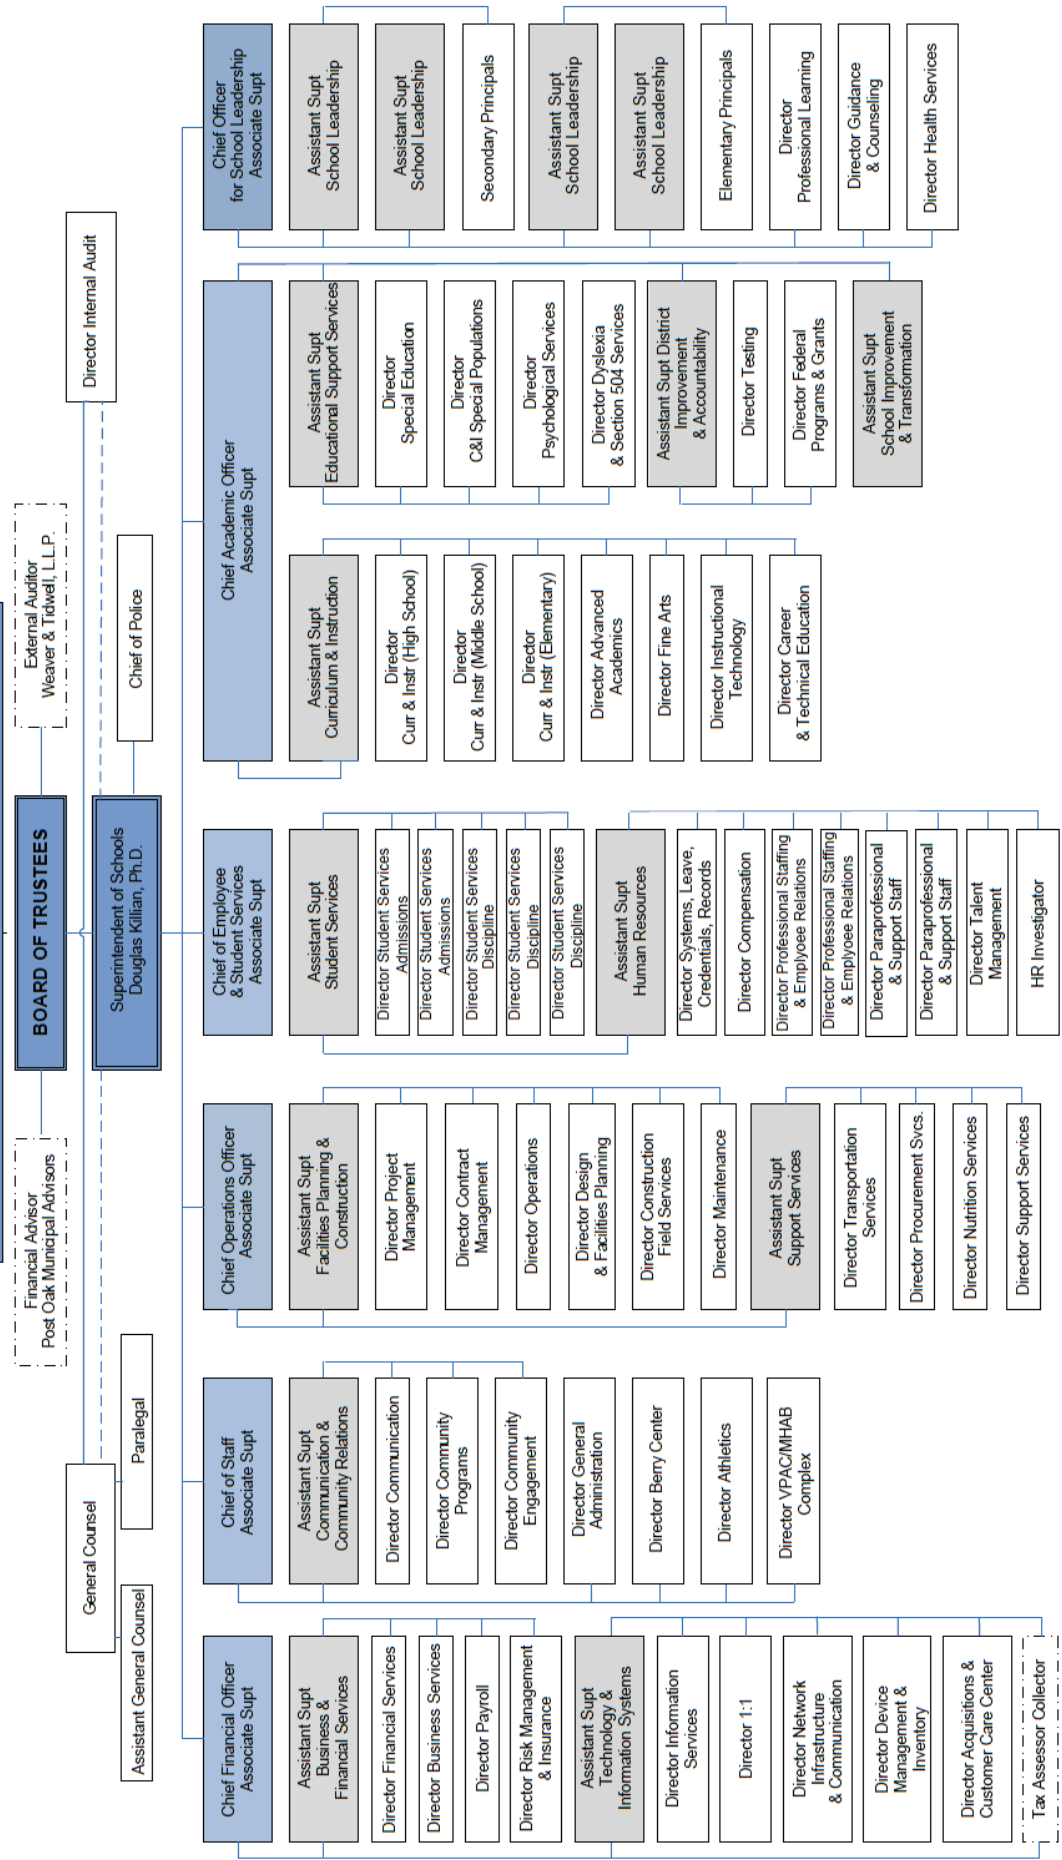 BOARD OF TRUSTEES
Financial Advisor
Post Oak Municipal Advisors
External Auditor
Weaver & Tidwell, L.L.P.
General Counsel
Director Internal Audit
Assistant General Counsel
Paralegal
Superintendent of Schools
Douglas Killian, Ph.D.
Chief of Police
Chief Financial Officer
Associate Supt
Assistant Supt
Business &
Financial Services
Director Financial Services
Director Business Services
Director Payroll
Director Risk Management
& Insurance
Assistant Supt
Technology &
Information Systems
Director Information
Services
Director 1:1
Director Network
Infrastructure
& Communication
Director Device
Management &
Inventory
Director Acquisitions &
Customer Care Center
Tax Assessor Collector
Chief of Staff
Associate Supt
Assistant Supt
Communication &
Community Relations
Director Communication
Director Community
Programs
Director Community
Engagement
Director General
Administration
Director Berry Center
Director Athletics
Director VPAC/MHAB
Complex
Chief Operations Officer
Associate Supt
Assistant Supt
Facilities Planning &
Construction
Director Project
Management
Director Contract
Management
Director Operations
Director Design
& Facilities Planning
Director Construction
Field Services
Director Maintenance
Assistant Supt
Support Services
Director Transportation
Services
Director Procurement Svcs.
Director Nutrition Services
Director Support Services
Chief of Employee
& Student Services
Associate Supt
Assistant Supt
Student Services
Director Student Services
Admissions
Director Student Services
Admissions
Director Student Services
Discipline
Director Student Services
Discipline
Director Student Services
Discipline
Assistant Supt
Human Resources
Director Systems, Leave,
Credentials, Records
Director Compensation
Director Professional Staffing
& Employee Relations
Director Professional Staffing
& Emplyoee Relations
Director Paraprofessional
& Support Staff
Director Paraprofessional
& Support Staff
Director Talent
Management
HR Investigator
Chief Academic Officer
Associate Supt
Assistant Supt
Curriculum & Instruction
Director
Curr & Instr (High School)
Director
Curr & Instr (Middle School)
Director
Curr & Instr (Elementary)
Director Advanced
Academics
Director Fine Arts
Director Instructional
Technology
Director Career
& Technical Education
Assistant Supt
Educational Support Services
Director
Special Education
Director
C&I Special Populations
Director
Psychological Services
Director Dyslexia
& Section 504 Services
Assistant Supt District
Improvement
& Accountability
Director Testing
Director Federal
Programs & Grants
Assistant Supt
School Improvement
& Transformation
Chief Officer
for School Leadership
Associate Supt
Assistant Supt
School Leadership
Assistant Supt
School Leadership
Secondary Principals
Assistant Supt
School Leadership
Assistant Supt
School Leadership
Elementary Principals
Director
Professional Learning
Director Guidance
& Counseling
Director Health Services